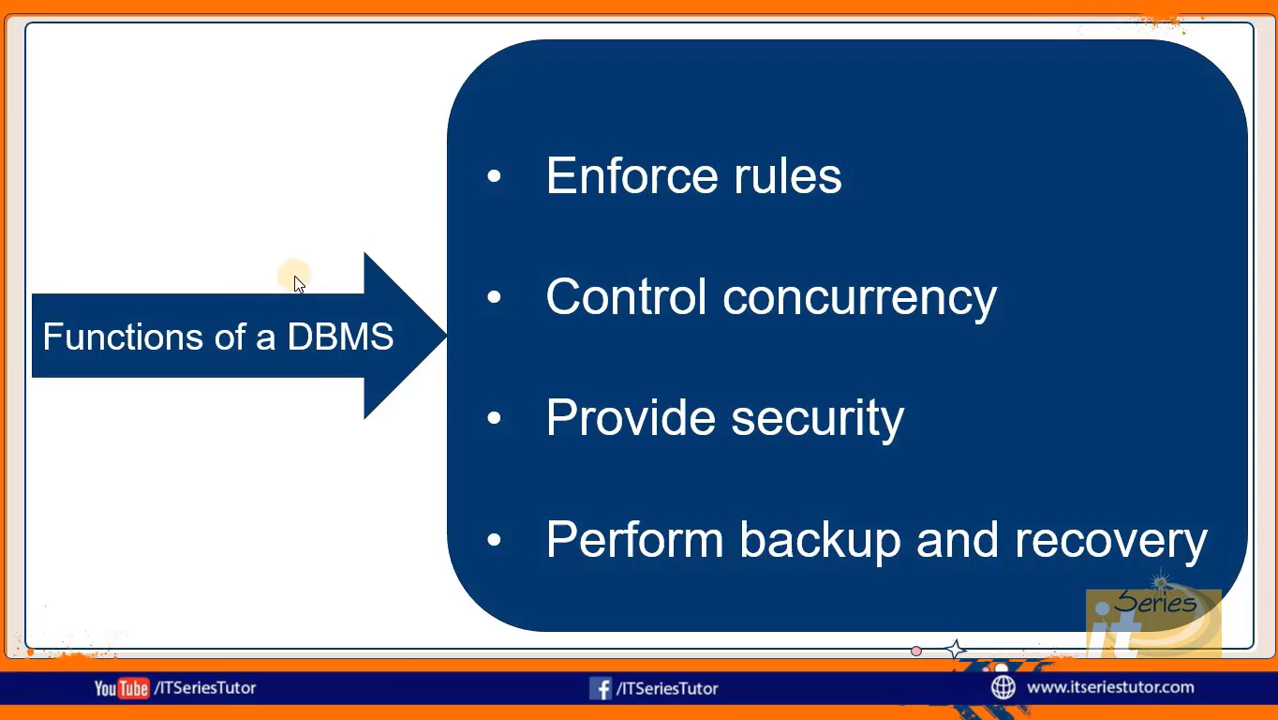 Functions of a DBMS
• Enforce rules
• Control concurrency
• Provide security
• Perform backup and recovery
Series
it
YouTube /ITSeriesTutor
f /ITSeriesTutor
www.itseriestutor.com